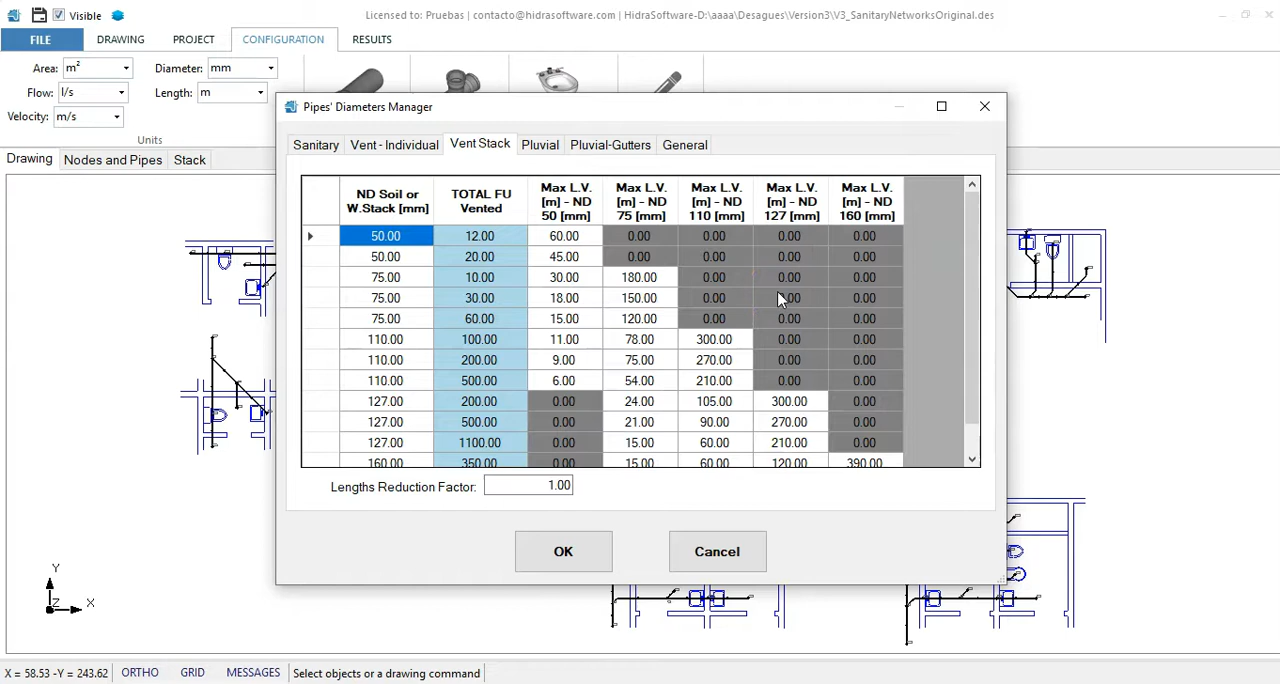 Visible
Licensed to: Pruebas | contacto@hidrasoftware.com | HidraSoftware-D:\aaaa\Desagues\Version3\V3_SanitaryNetworksOriginal.des
FILE DRAWING PROJECT CONFIGURATION RESULTS
Area: m² Diameter: mm
Flow: l/s Length: m
Velocity: m/s
Units
Drawing Nodes and Pipes Stack
Pipes' Diameters Manager
Sanitary Vent - Individual Vent Stack Pluvial Pluvial-Gutters General
ND Soil or W.Stack [mm] TOTAL FU Vented Max L.V. [m] - ND 50 [mm] Max L.V. [m] - ND 75 [mm] Max L.V. [m] - ND 110 [mm] Max L.V. [m] - ND 127 [mm] Max L.V. [m] - ND 160 [mm]
50.00 12.00 60.00 0.00 0.00 0.00 0.00
50.00 20.00 45.00 0.00 0.00 0.00 0.00
75.00 10.00 30.00 180.00 0.00 0.00 0.00
75.00 30.00 18.00 150.00 0.00 0.00 0.00
75.00 60.00 15.00 120.00 0.00 0.00 0.00
110.00 100.00 11.00 78.00 300.00 0.00 0.00
110.00 200.00 9.00 75.00 270.00 0.00 0.00
110.00 500.00 6.00 54.00 210.00 0.00 0.00
127.00 200.00 0.00 24.00 105.00 300.00 0.00
127.00 500.00 0.00 21.00 90.00 270.00 0.00
127.00 1100.00 0.00 15.00 60.00 210.00 0.00
160.00 350.00 0.00 15.00 60.00 120.00 390.00
Lengths Reduction Factor: 1.00
OK Cancel
Y
Z X
X = 58.53 -Y = 243.62 ORTHO GRID MESSAGES Select objects or a drawing command